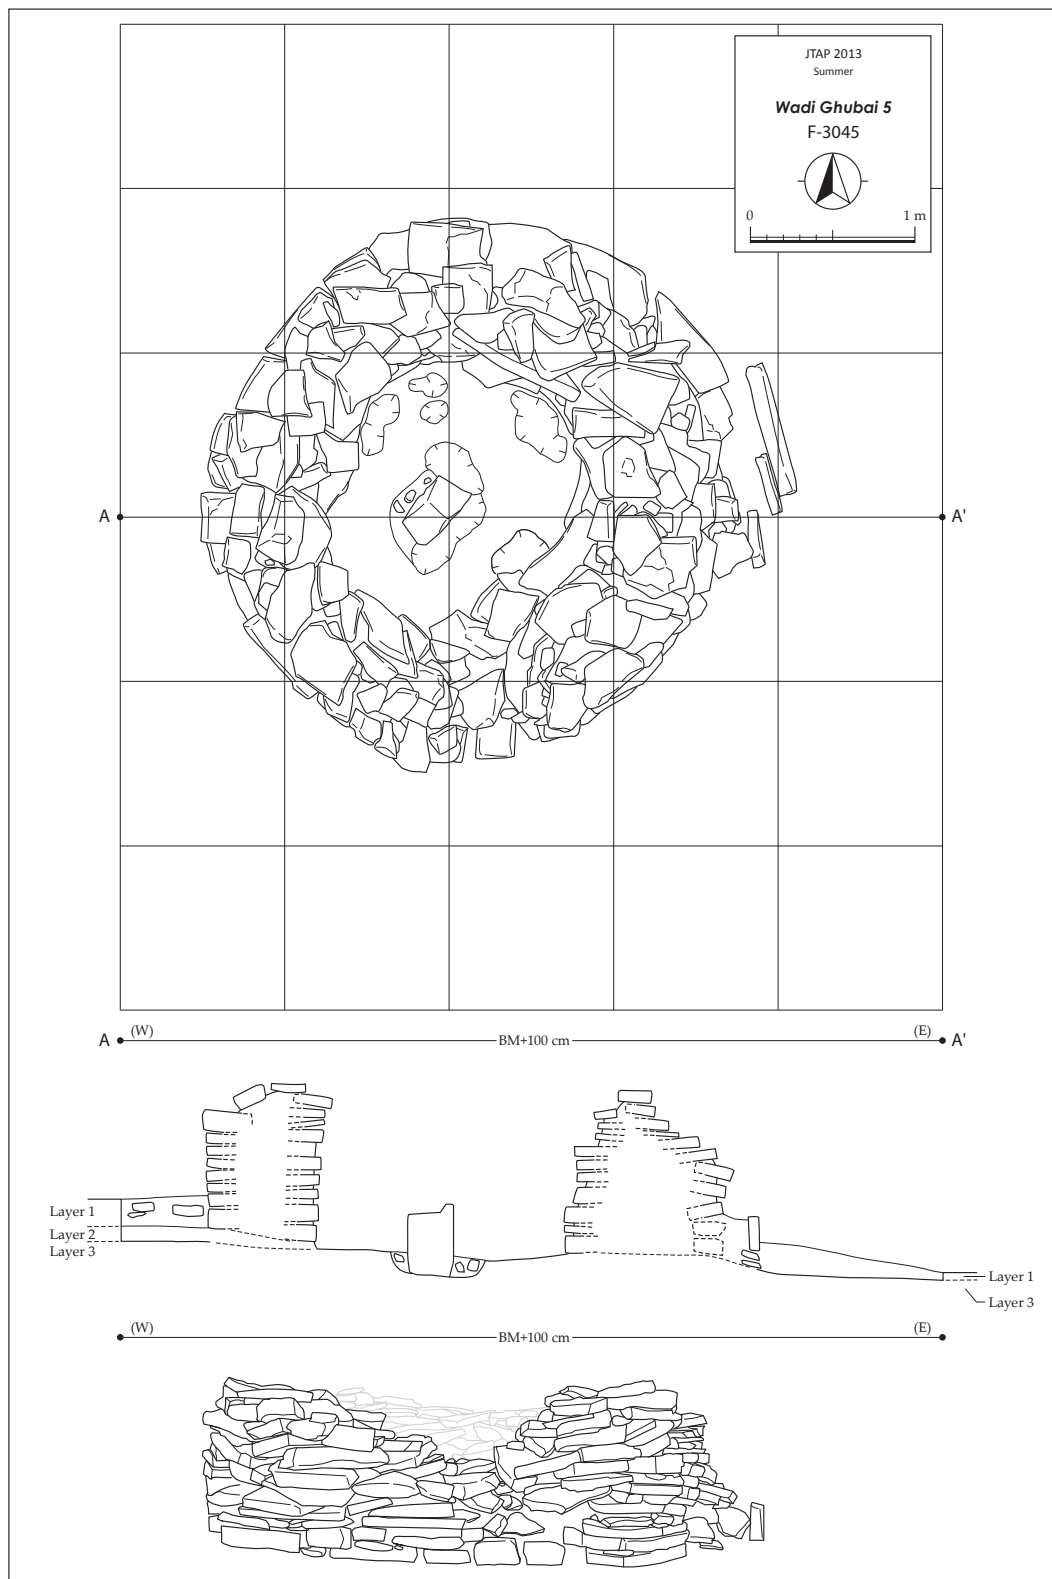 JTAP 2013
Summer
Wadi Ghubai 5
F-3045
0 1 m
A A'
A (W) BM+100 cm (E) A'
Layer 1
Layer 2
Layer 3
Layer 1
Layer 3
(W) BM+100 cm (E)